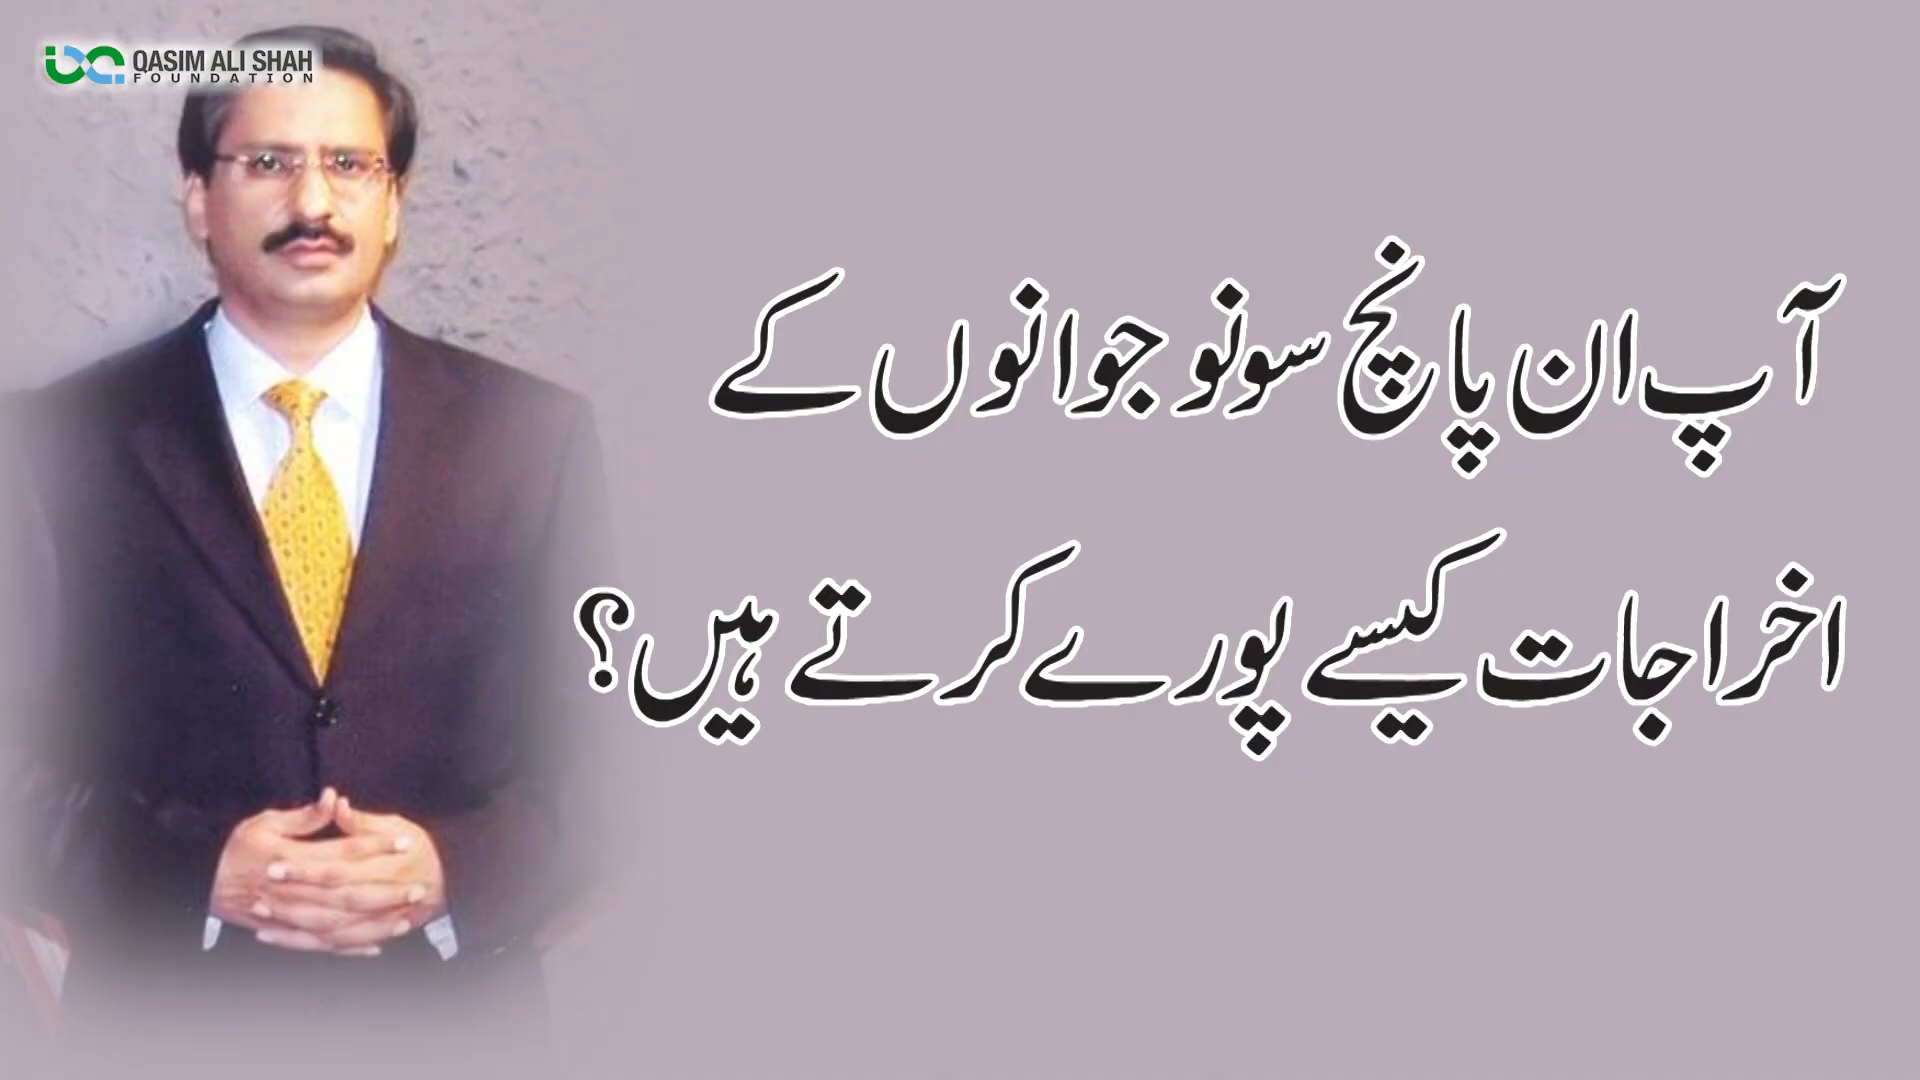 QASIM ALI SHAH
FOUNDATION
آپ ان پانچ سو نوجوانوں کے
اخراجات کیسے پورے کرتے ہیں؟